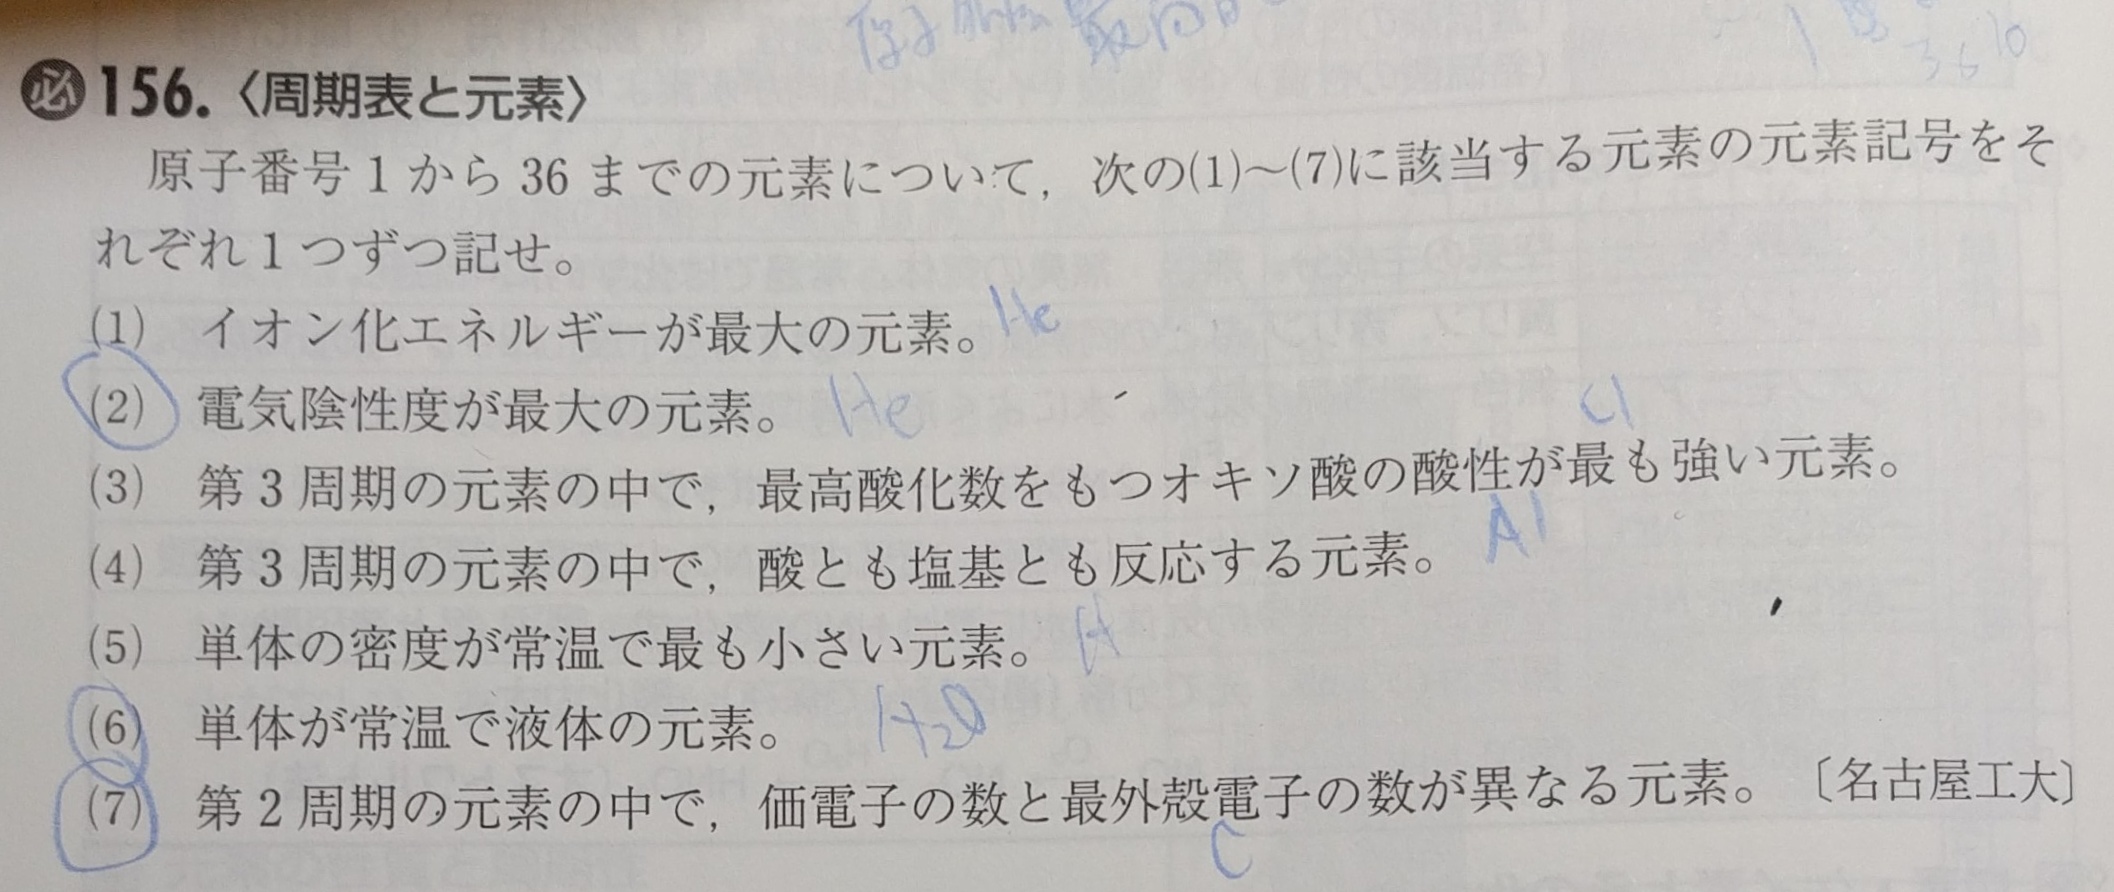 最高
36 10
必 156.〈周期表と元素〉
原子番号1から36までの元素について，次の(1)～(7)に該当する元素の元素記号をそ
れぞれ1つずつ記せ。
(1) イオン化エネルギーが最大の元素。 He
(2) 電気陰性度が最大の元素。 He
Cl
(3) 第3周期の元素の中で，最高酸化数をもつオキソ酸の酸性が最も強い元素。
(4) 第3周期の元素の中で，酸とも塩基とも反応する元素。 Al
(5) 単体の密度が常温で最も小さい元素。 H
(6) 単体が常温で液体の元素。 H2O
(7) 第2周期の元素の中で，価電子の数と最外殻電子の数が異なる元素。〔名古屋工大〕
C